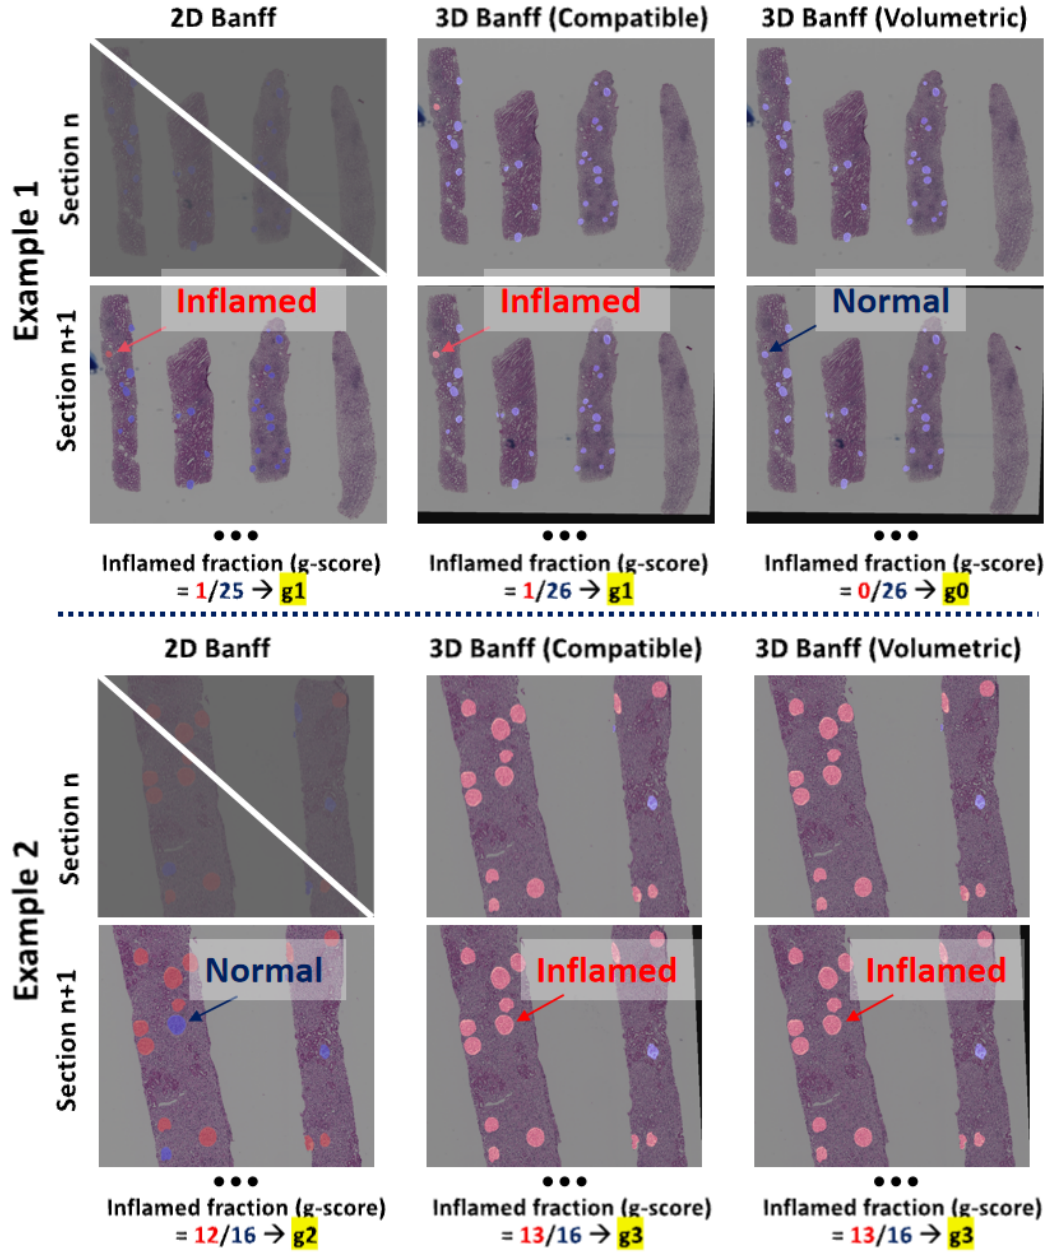 2D Banff
3D Banff (Compatible)
3D Banff (Volumetric)
Example 1
Section n
Section n+1
Inflamed
Inflamed
Normal
•••
•••
•••
Inflamed fraction (g-score)
= 1/25 → g1
Inflamed fraction (g-score)
= 1/26 → g1
Inflamed fraction (g-score)
= 0/26 → g0
2D Banff
3D Banff (Compatible)
3D Banff (Volumetric)
Example 2
Section n
Section n+1
Normal
Inflamed
Inflamed
•••
•••
•••
Inflamed fraction (g-score)
= 12/16 → g2
Inflamed fraction (g-score)
= 13/16 → g3
Inflamed fraction (g-score)
= 13/16 → g3